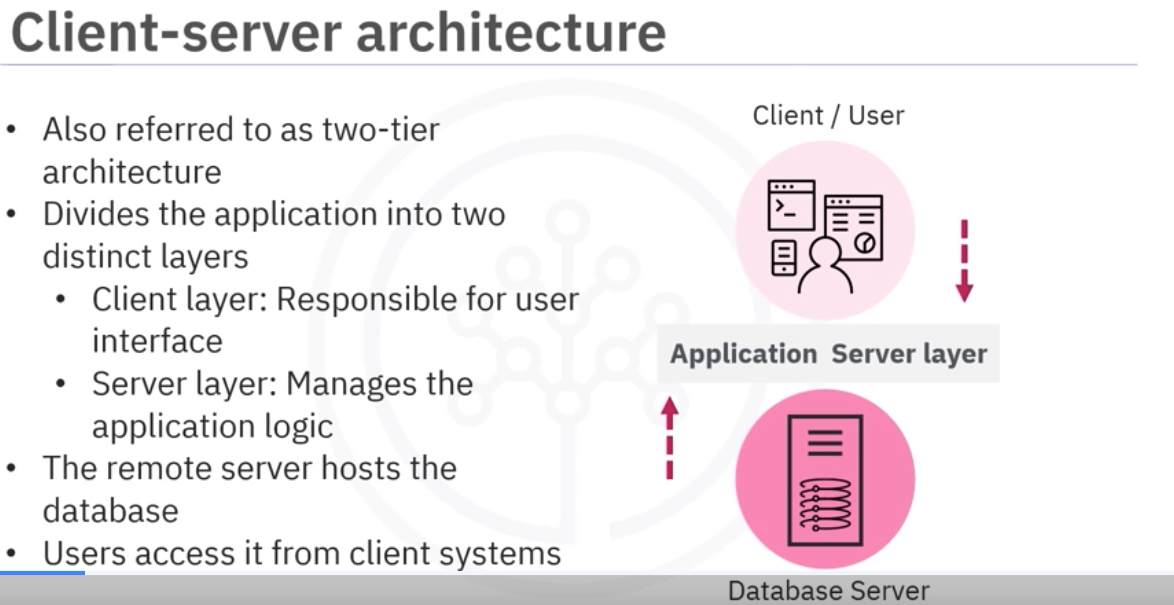 Client-server architecture
• Also referred to as two-tier
architecture
• Divides the application into two
distinct layers
• Client layer: Responsible for user
interface
• Server layer: Manages the
application logic
• The remote server hosts the
database
• Users access it from client systems
Client / User
Application Server layer
Database Server